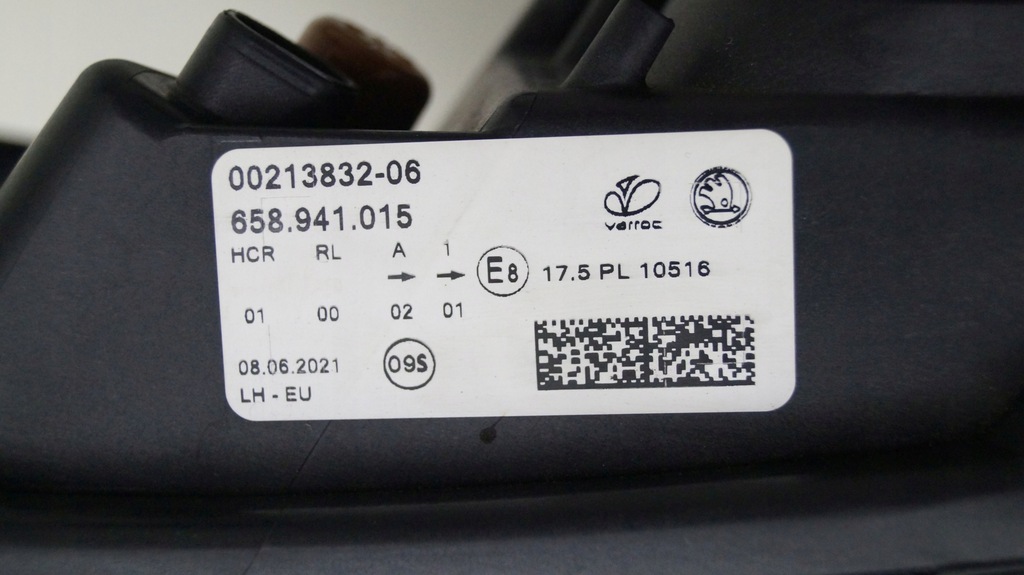 00213832-06
658.941.015
varroc
HCR RL A 1
→ →
E8 17.5 PL 10516
01 00 02 01
08.06.2021 09S
LH - EU